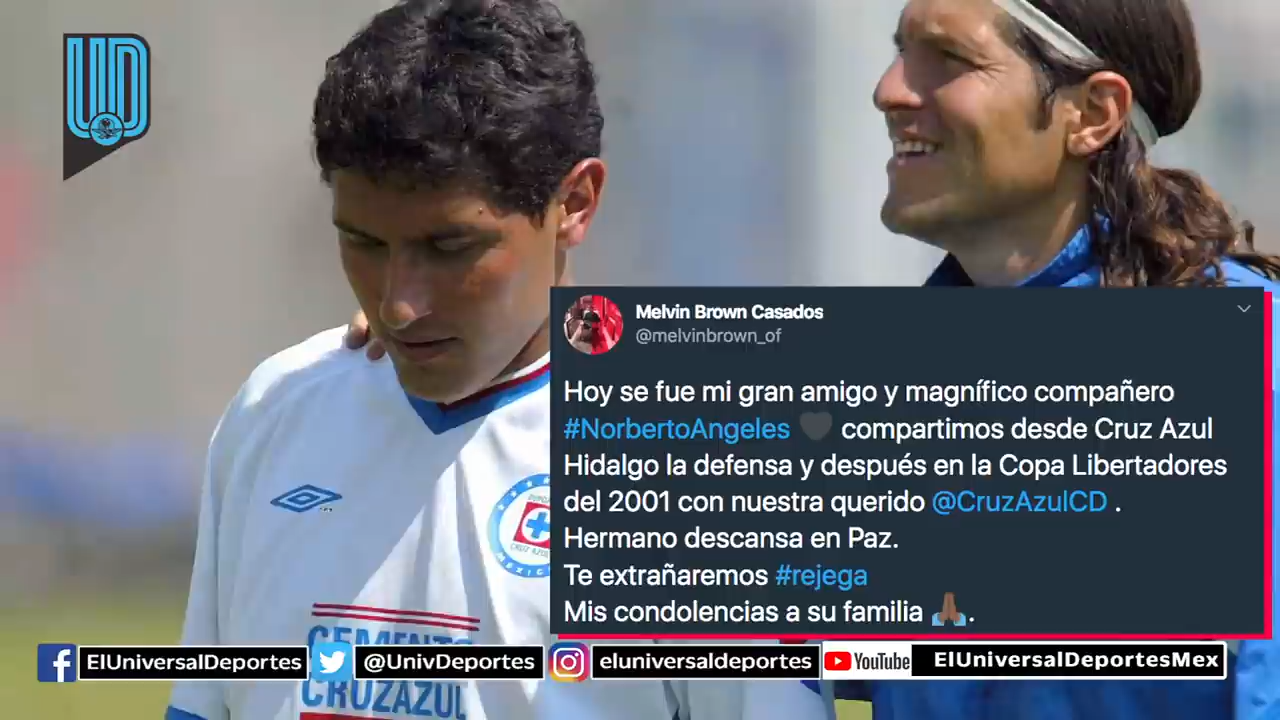 UD
Melvin Brown Casados
@melvinbrown_of
Hoy se fue mi gran amigo y magnífico compañero
#NorbertoAngeles 🖤 compartimos desde Cruz Azul
Hidalgo la defensa y después en la Copa Libertadores
del 2001 con nuestra querido @CruzAzulCD .
Hermano descansa en Paz.
Te extrañaremos #rejega
Mis condolencias a su familia 🙏🏾.
CEMENTO
CRUZAZUL
ElUniversalDeportes
@UnivDeportes
eluniversaldeportes
YouTube
ElUniversalDeportesMex